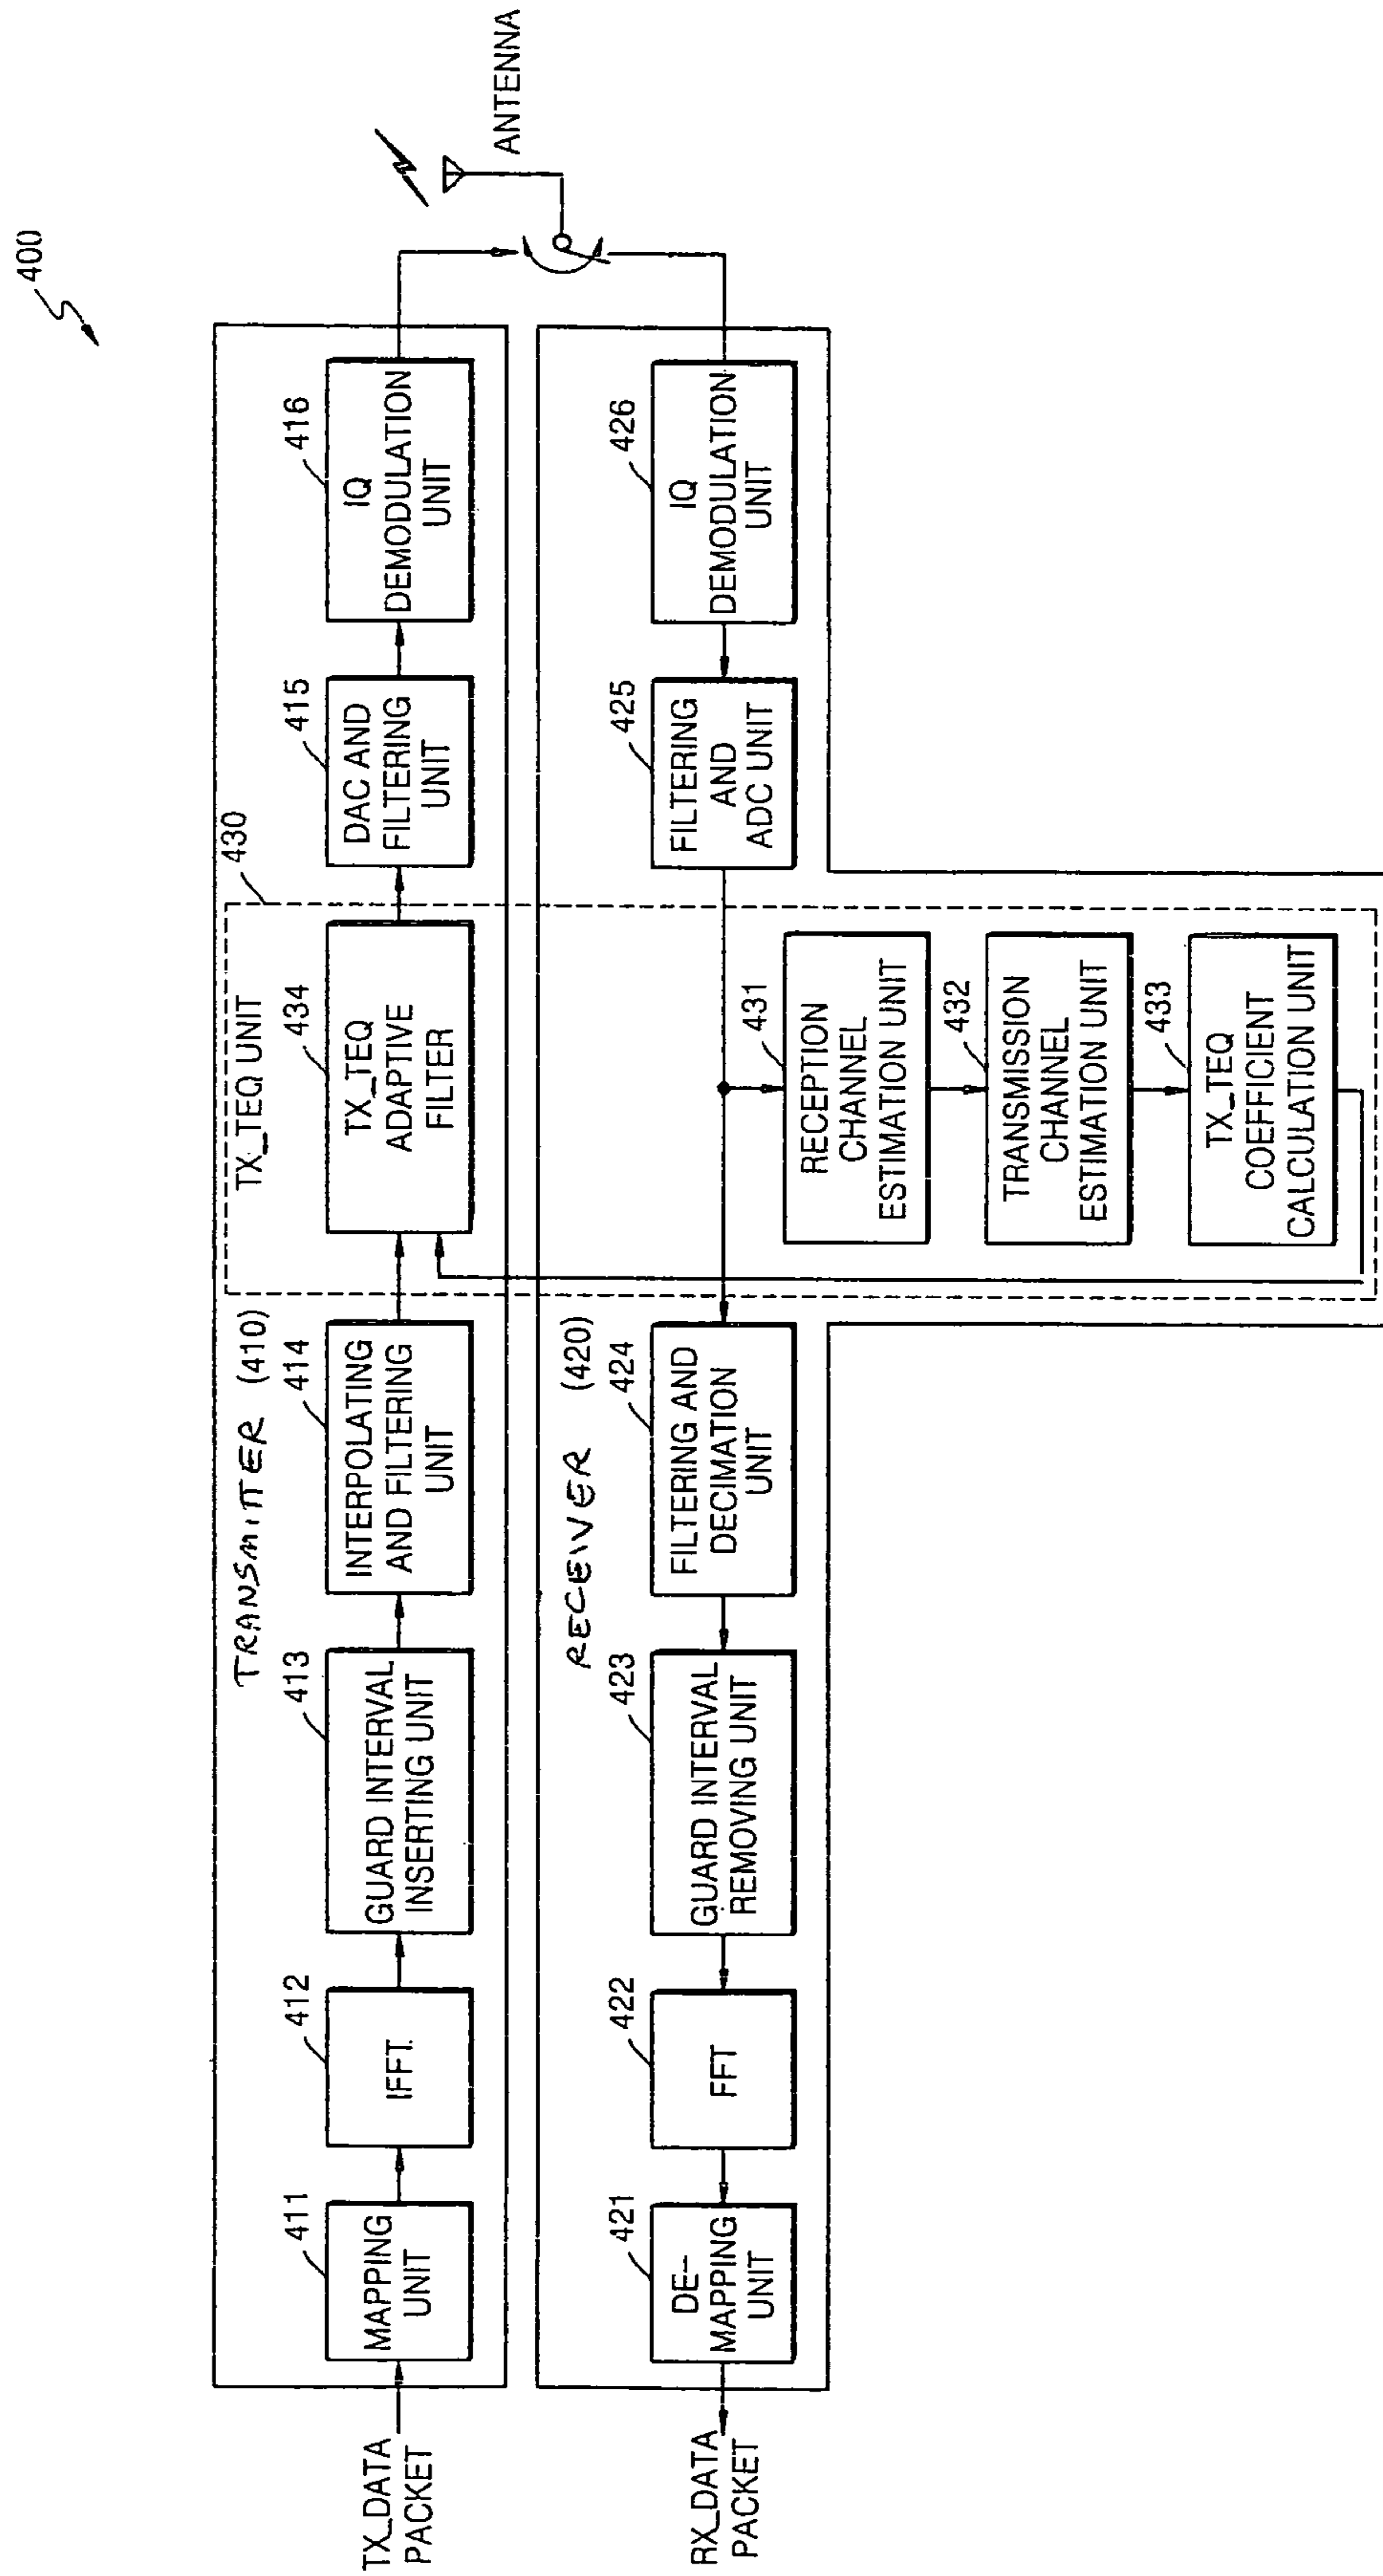 400
TRANSMITTER (410)
TX_TEQ UNIT
430
TX_DATA
PACKET
411
MAPPING
UNIT
412
IFFT.
413
GUARD INTERVAL
INSERTING UNIT
414
INTERPOLATING
AND FILTERING
UNIT
434
TX_TEQ
ADAPTIVE
FILTER
415
DAC AND
FILTERING
UNIT
416
IQ
DEMODULATION
UNIT
ANTENNA
RECEIVER (420)
RX_DATA
PACKET
421
DE-
MAPPING
UNIT
422
FFT
423
GUARD INTERVAL
REMOVING UNIT
424
FILTERING AND
DECIMATION
UNIT
425
FILTERING
AND
ADC UNIT
426
IQ
DEMODULATION
UNIT
431
RECEPTION
CHANNEL
ESTIMATION UNIT
432
TRANSMISSION
CHANNEL
ESTIMATION UNIT
433
TX_TEQ
COEFFICIENT
CALCULATION UNIT